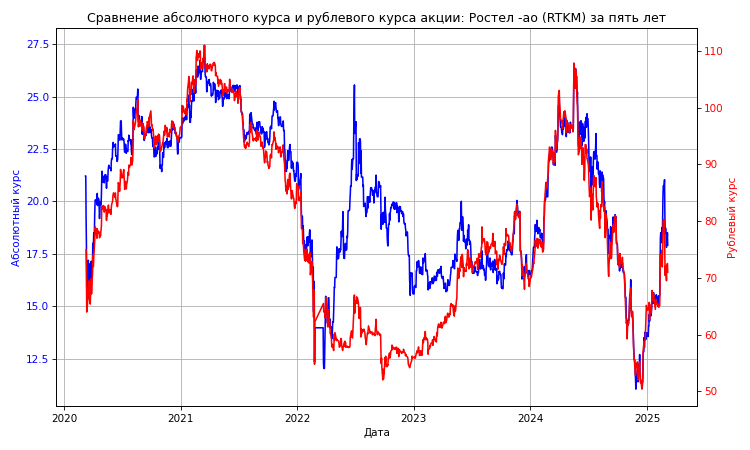 Сравнение абсолютного курса и рублевого курса акции: Ростел -ао (RTKM) за пять лет
27.5
25.0
22.5
20.0
17.5
15.0
12.5
Абсолютный курс
110
100
90
80
70
60
50
Рублевый курс
2020 2021 2022 2023 2024 2025
Дата